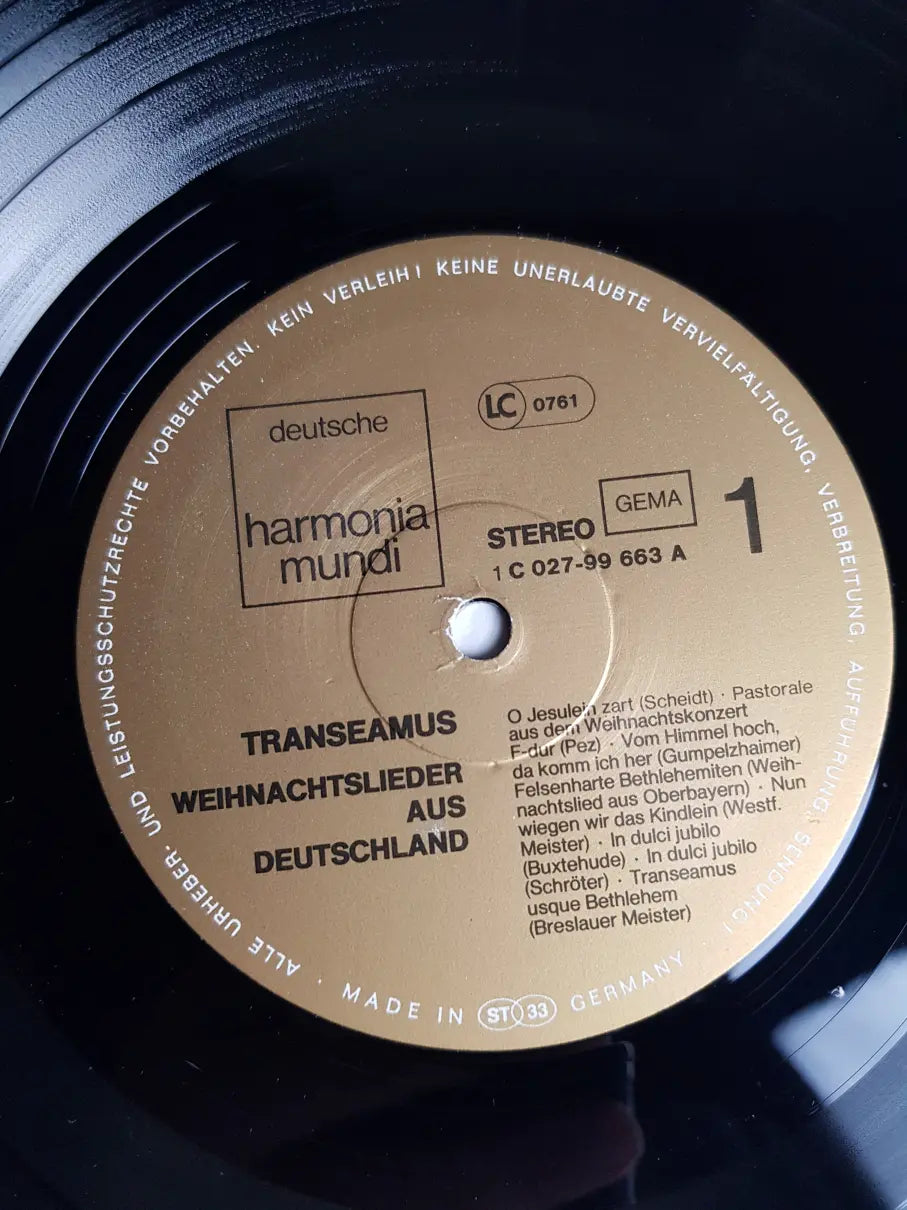 ALLE URHEBER- UND LEISTUNGSSCHUTZRECHTE VORBEHALTEN. KEIN VERLEIH! KEINE UNERLAUBTE VERVIELFÄLTIGUNG, VERBREITUNG, AUFFÜHRUNG, SENDUNG!
deutsche
harmonia
mundi
LC 0761
STEREO GEMA 1
1 C 027-99 663 A
TRANSEAMUS
WEIHNACHTSLIEDER
AUS
DEUTSCHLAND
O Jesulein zart (Scheidt) · Pastorale
aus dem Weihnachtskonzert
F-dur (Pez) · Vom Himmel hoch,
da komm ich her (Gumpelzhaimer)
Felsenharte Bethlehemiten (Weih-
nachtslied aus Oberbayern) · Nun
wiegen wir das Kindlein (Westf.
Meister) · In dulci jubilo
(Buxtehude) · In dulci jubilo
(Schröter) · Transeamus
usque Bethlehem
(Breslauer Meister)
· MADE IN ST 33 GERMANY ·